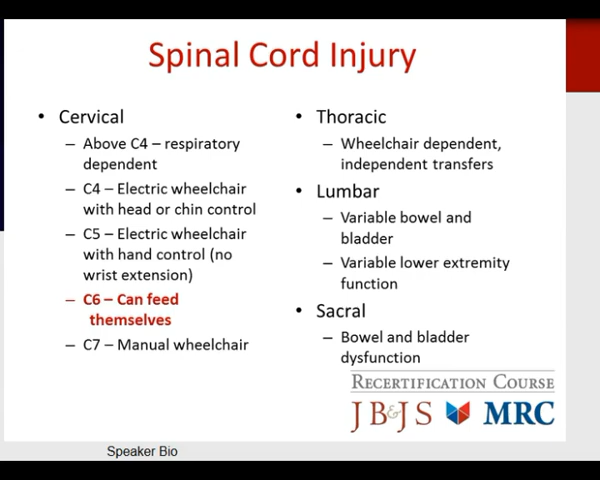 Spinal Cord Injury
• Cervical
– Above C4 – respiratory
dependent
– C4 – Electric wheelchair
with head or chin control
– C5 – Electric wheelchair
with hand control (no
wrist extension)
– C6 – Can feed
themselves
– C7 – Manual wheelchair
• Thoracic
– Wheelchair dependent,
independent transfers
• Lumbar
– Variable bowel and
bladder
– Variable lower extremity
function
• Sacral
– Bowel and bladder
dysfunction
RECERTIFICATION COURSE
JB&JS MRC
Speaker Bio